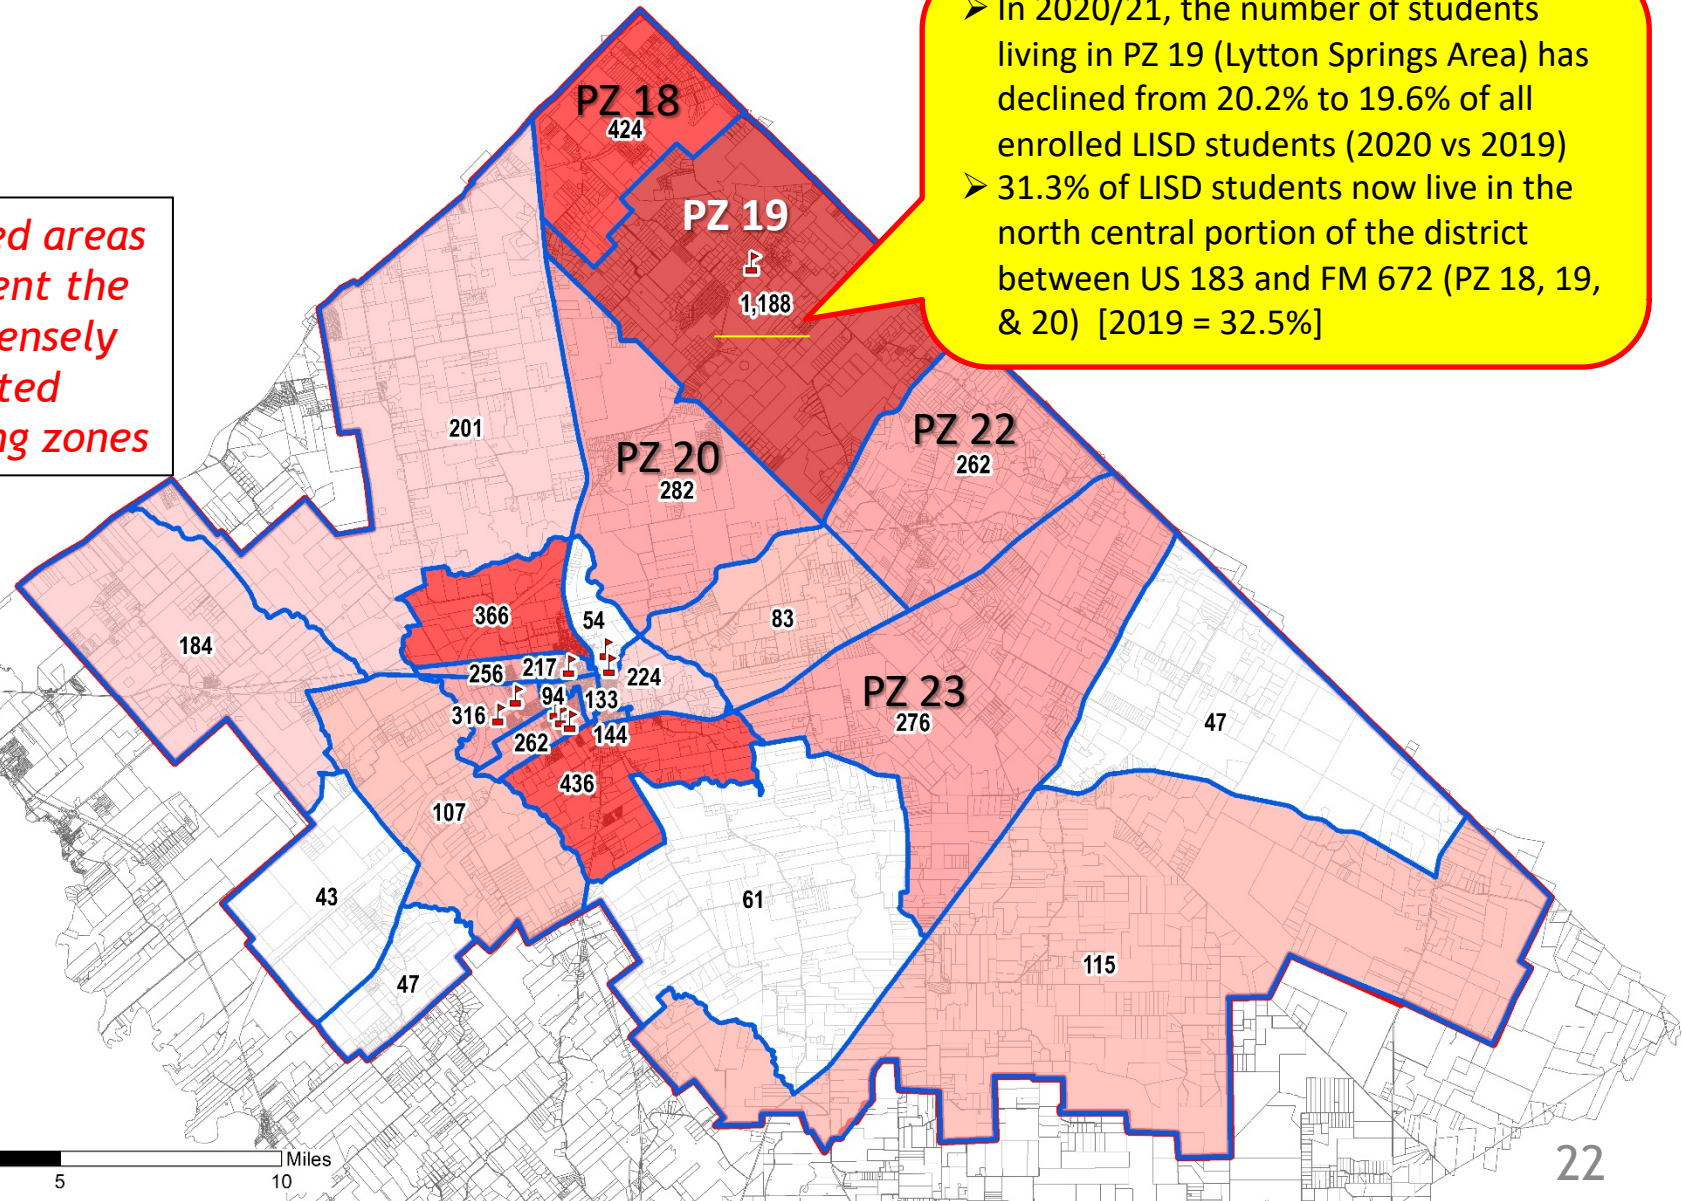 ➢ In 2020/21, the number of students
living in PZ 19 (Lytton Springs Area) has
declined from 20.2% to 19.6% of all
enrolled LISD students (2020 vs 2019)
➢ 31.3% of LISD students now live in the
north central portion of the district
between US 183 and FM 672 (PZ 18, 19,
& 20) [2019 = 32.5%]
ed areas
ent the
ensely
ted
ng zones
PZ 18
424
PZ 19
1,188
201
PZ 20
282
PZ 22
262
366
54
83
184
256
217
224
94
133
316
262
144
PZ 23
276
47
436
107
43
61
47
115
Miles
5
10
22